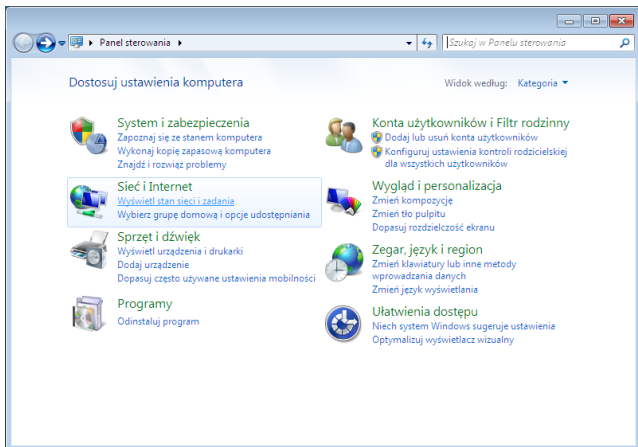 Panel sterowania
Szukaj w Panelu sterowania
Dostosuj ustawienia komputera
Widok według: Kategoria
System i zabezpieczenia
Zapoznaj się ze stanem komputera
Wykonaj kopię zapasową komputera
Znajdź i rozwiąż problemy
Sieć i Internet
Wyświetl stan sieci i zadania
Wybierz grupę domową i opcje udostępniania
Sprzęt i dźwięk
Wyświetl urządzenia i drukarki
Dodaj urządzenie
Dopasuj często używane ustawienia mobilności
Programy
Odinstaluj program
Konta użytkowników i Filtr rodzinny
Dodaj lub usuń konta użytkowników
Konfiguruj ustawienia kontroli rodzicielskiej
dla wszystkich użytkowników
Wygląd i personalizacja
Zmień kompozycję
Zmień tło pulpitu
Dopasuj rozdzielczość ekranu
Zegar, język i region
Zmień klawiatury lub inne metody
wprowadzania danych
Zmień język wyświetlania
Ułatwienia dostępu
Niech system Windows sugeruje ustawienia
Optymalizuj wyświetlacz wizualny